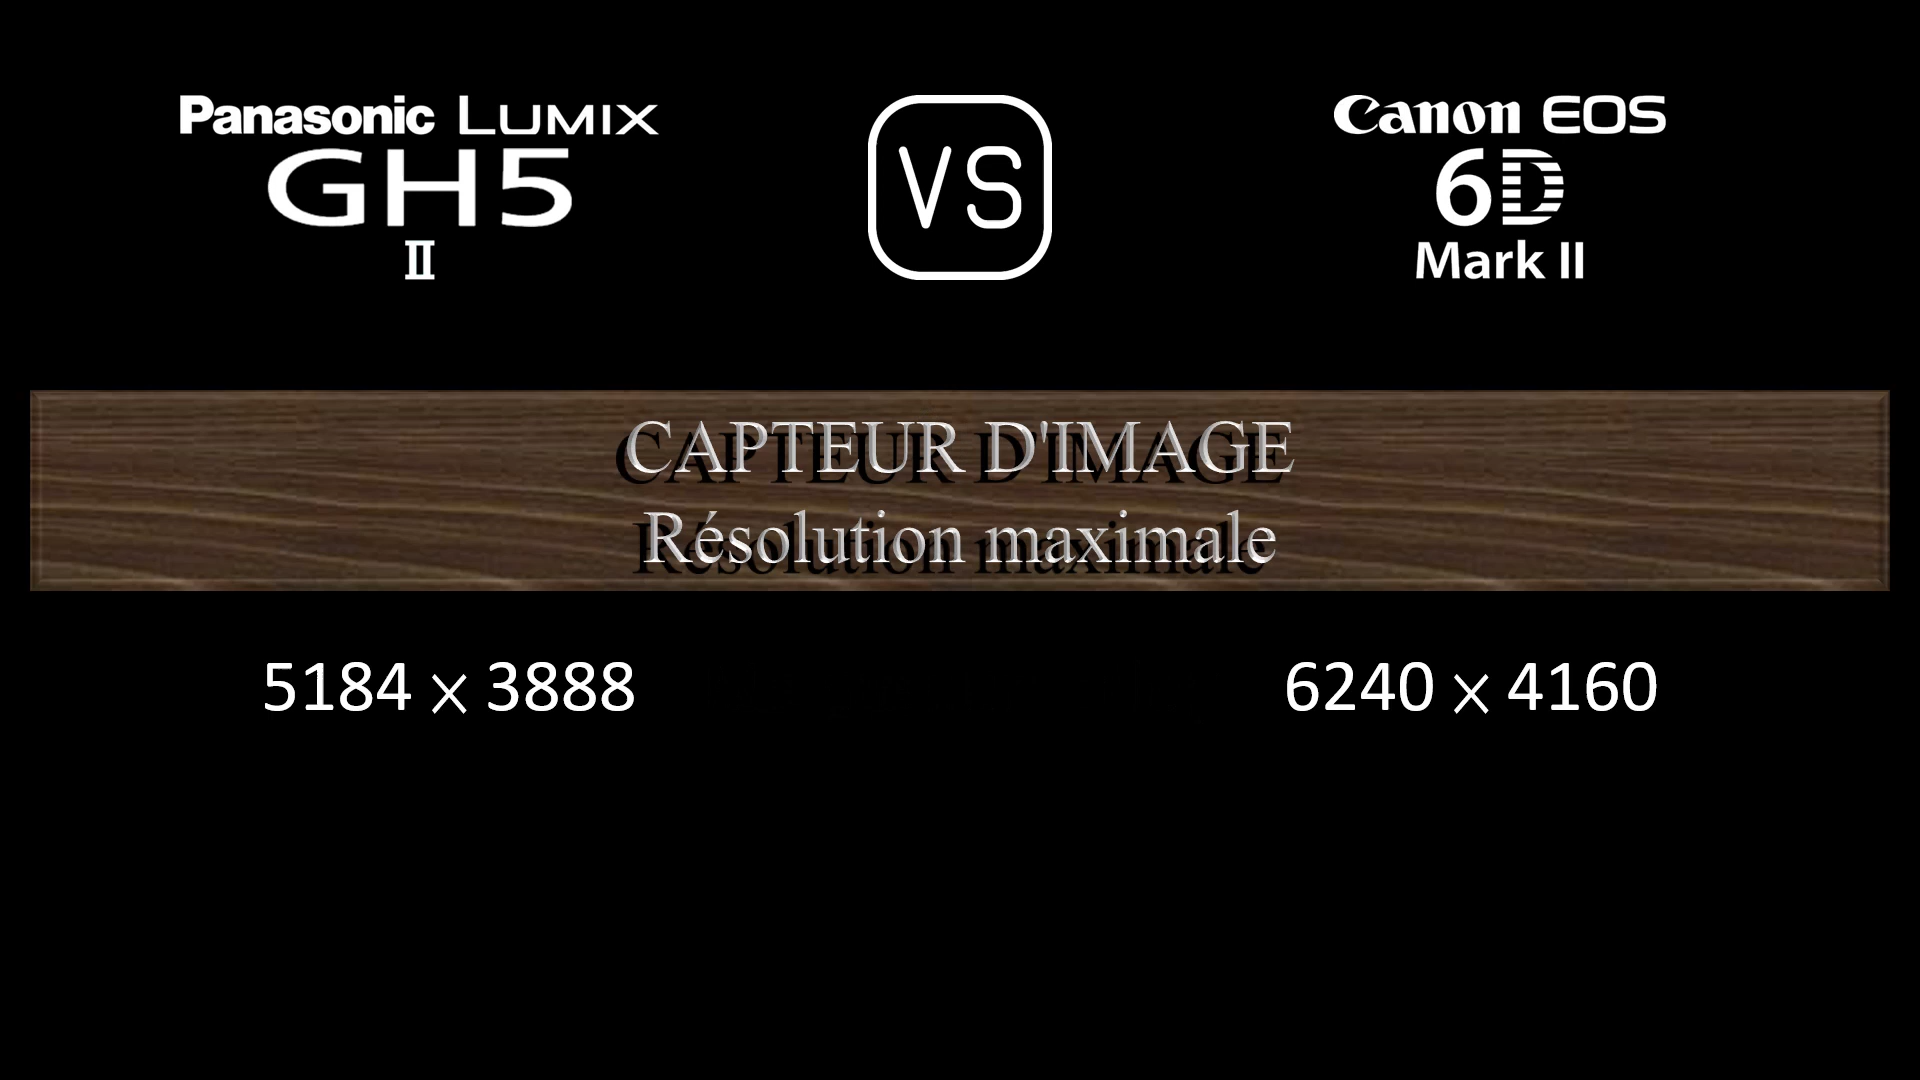 Panasonic LUMIX
GH5
II
VS
Canon EOS
6D
Mark II
CAPTEUR D'IMAGE
Résolution maximale
5184 x 3888
6240 x 4160